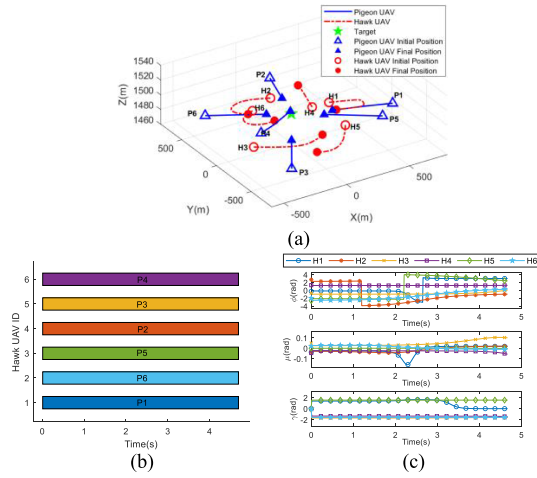 Pigeon UAV
Hawk UAV
Target
Pigeon UAV Initial Position
Pigeon UAV Final Position
Hawk UAV Initial Position
Hawk UAV Final Position
1540
1520
1500
1480
1460
Z(m)
P2
H2
H6
P6
P4
H3
P3
H1
H4
P1
P5
H5
500
0
-500
Y(m)
-500
0
500
X(m)
(a)
Hawk UAV ID
6
5
4
3
2
1
P4
P3
P2
P5
P6
P1
0
2
4
Time(s)
(b)
H1 H2 H3 H4 H5 H6
4
2
0
-2
-4
ϕ(rad)
0 1 2 3 4 5
Time(s)
0.1
0
-0.1
μ(rad)
0 1 2 3 4 5
Time(s)
2
0
-2
γ(rad)
0 1 2 3 4 5
Time(s)
(c)